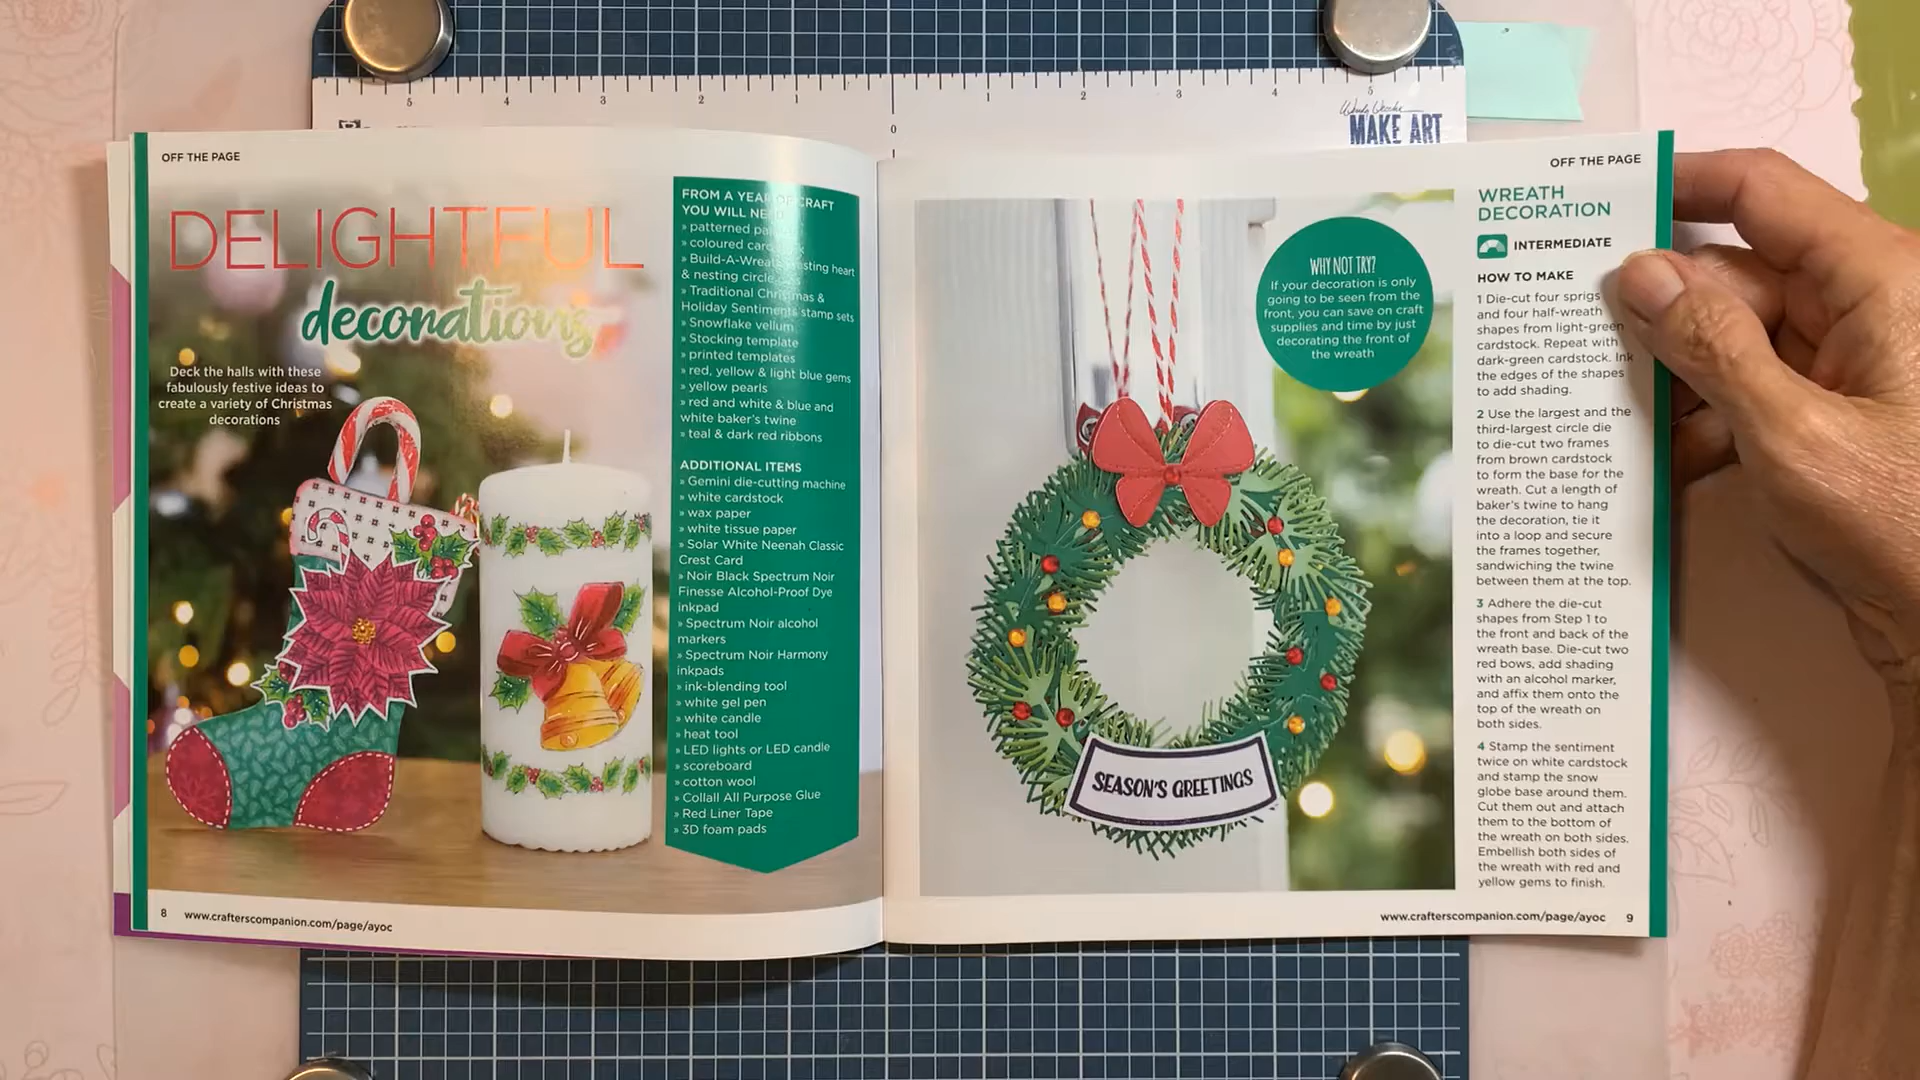 5 4 3 2 1 0 1 2 3 4 5
MAKE ART
OFF THE PAGE
DELIGHTFUL
decorations
Deck the halls with these
fabulously festive ideas to
create a variety of Christmas
decorations
FROM A YEAR OF CRAFT
YOU WILL NEED
» patterned
» coloured
» Build-A-Wreath, nesting heart
& nesting circle
» Traditional Christmas &
Holiday Sentiments stamp sets
» Snowflake vellum
» Stocking template
» printed templates
» red, yellow & light blue gems
» yellow pearls
» red and white & blue and
white baker's twine
» teal & dark red ribbons
ADDITIONAL ITEMS
» Gemini die-cutting machine
» white cardstock
» wax paper
» white tissue paper
» Solar White Neenah Classic
Crest Card
» Noir Black Spectrum Noir
Finesse Alcohol-Proof Dye
inkpad
» Spectrum Noir alcohol
markers
» Spectrum Noir Harmony
inkpads
» ink-blending tool
» white gel pen
» white candle
» heat tool
» LED lights or LED candle
» scoreboard
» cotton wool
» Collall All Purpose Glue
» Red Liner Tape
» 3D foam pads
8 www.crafterscompanion.com/page/ayoc
WHY NOT TRY?
If your decoration is only
going to be seen from the
front, you can save on craft
supplies and time by just
decorating the front of
the wreath
SEASON'S GREETINGS
OFF THE PAGE
WREATH
DECORATION
INTERMEDIATE
HOW TO MAKE
1 Die-cut four sprigs
and four half-wreath
shapes from light-green
cardstock. Repeat with
dark-green cardstock. Ink
the edges of the shapes
to add shading.
2 Use the largest and the
third-largest circle die
to die-cut two frames
from brown cardstock
to form the base for the
wreath. Cut a length of
baker's twine to hang
the decoration, tie it
into a loop and secure
the frames together,
sandwiching the twine
between them at the top.
3 Adhere the die-cut
shapes from Step 1 to
the front and back of the
wreath base. Die-cut two
red bows, add shading
with an alcohol marker,
and affix them onto the
top of the wreath on
both sides.
4 Stamp the sentiment
twice on white cardstock
and stamp the snow
globe base around them.
Cut them out and attach
them to the bottom of
the wreath on both sides.
Embellish both sides of
the wreath with red and
yellow gems to finish.
www.crafterscompanion.com/page/ayoc 9